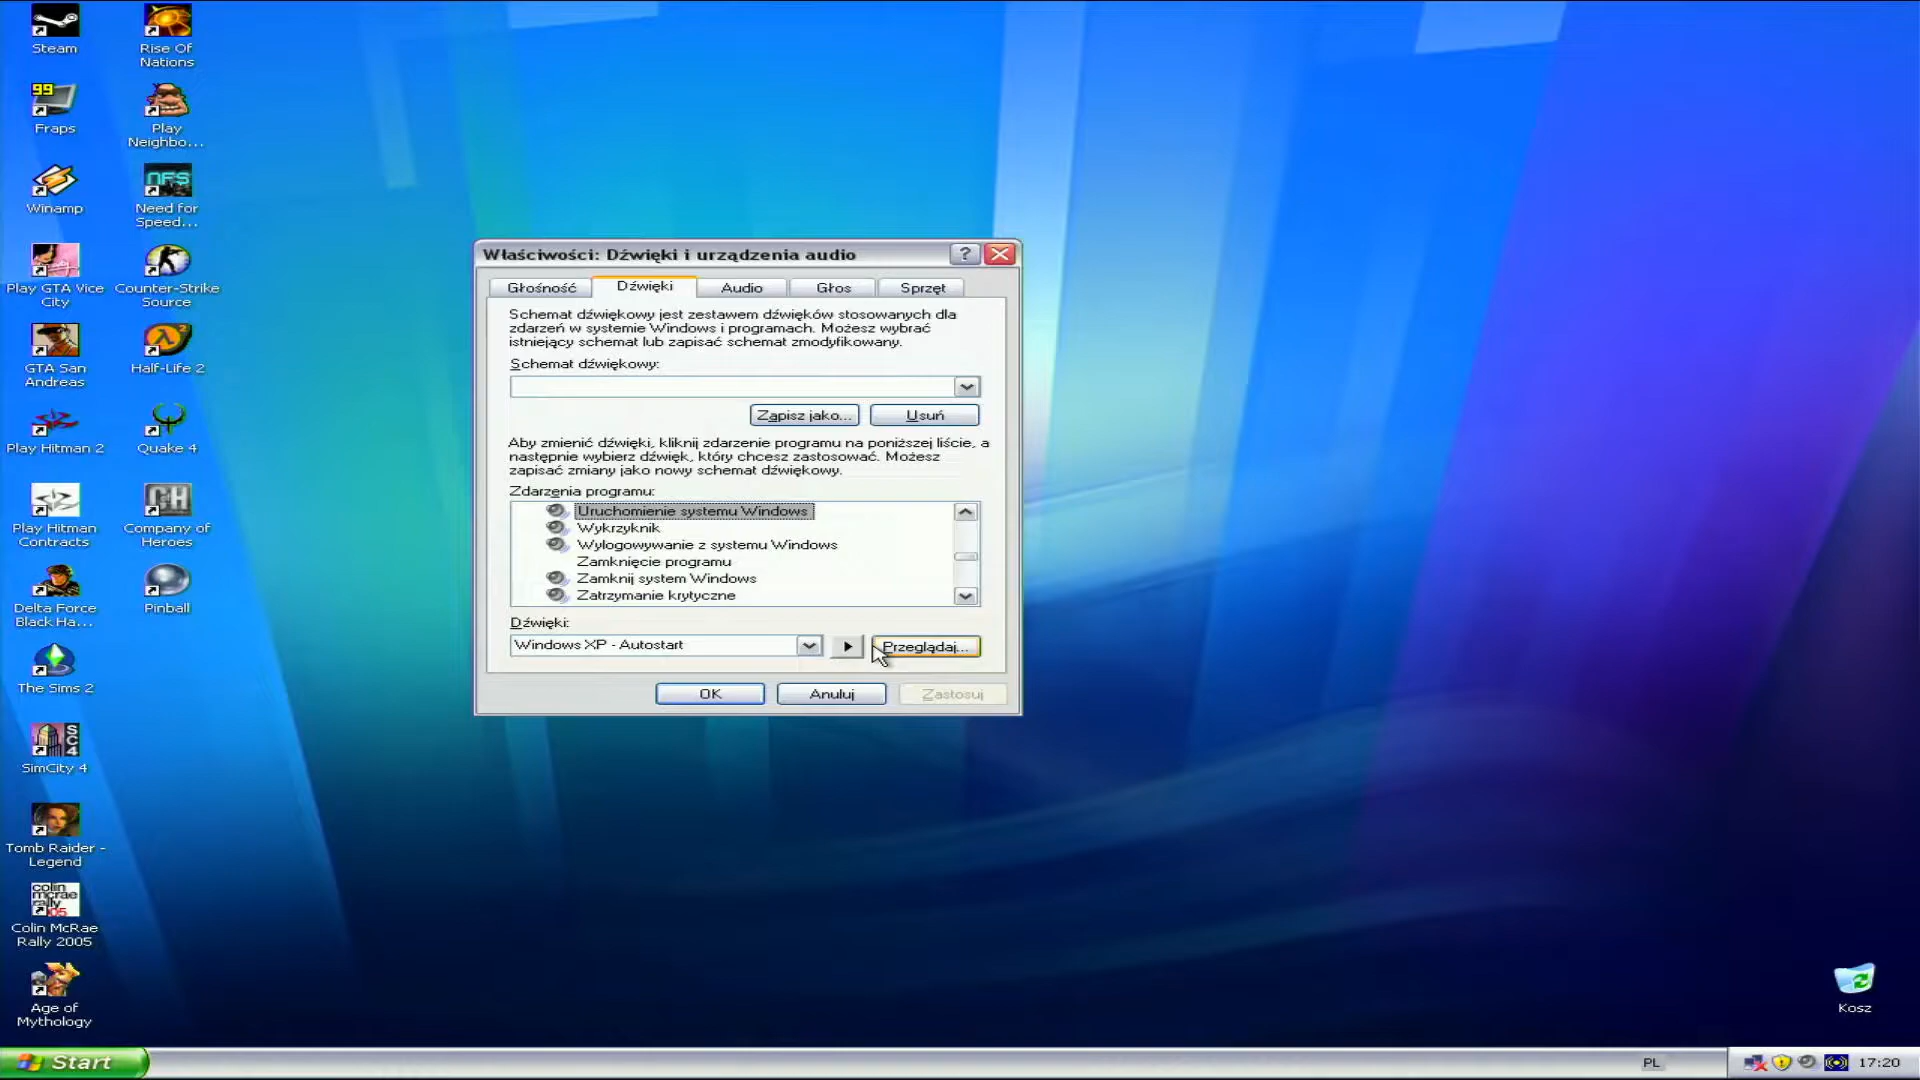 Steam
Rise Of
Nations
99
Fraps
Play
Neighbo...
NFS
Winamp
Need for
Speed...
Play GTA Vice
City
Counter-Strike
Source
GTA San
Andreas
Half-Life 2
Play Hitman 2
Quake 4
Play Hitman
Contracts
Company of
Heroes
Delta Force
Black Ha...
Pinball
The Sims 2
SC4
SimCity 4
Tomb Raider -
Legend
colin
mcrae
rally
05
Colin McRae
Rally 2005
Age of
Mythology
Właściwości: Dźwięki i urządzenia audio
Głośność Dźwięki Audio Głos Sprzęt
Schemat dźwiękowy jest zestawem dźwięków stosowanych dla
zdarzeń w systemie Windows i programach. Możesz wybrać
istniejący schemat lub zapisać schemat zmodyfikowany.
Schemat dźwiękowy:
Zapisz jako... Usuń
Aby zmienić dźwięki, kliknij zdarzenie programu na poniższej liście, a
następnie wybierz dźwięk, który chcesz zastosować. Możesz
zapisać zmiany jako nowy schemat dźwiękowy.
Zdarzenia programu:
Uruchomienie systemu Windows
Wykrzyknik
Wylogowywanie z systemu Windows
Zamknięcie programu
Zamknij system Windows
Zatrzymanie krytyczne
Dźwięki:
Windows XP - Autostart Przeglądaj...
OK Anuluj Zastosuj
Kosz
Start PL 17:20